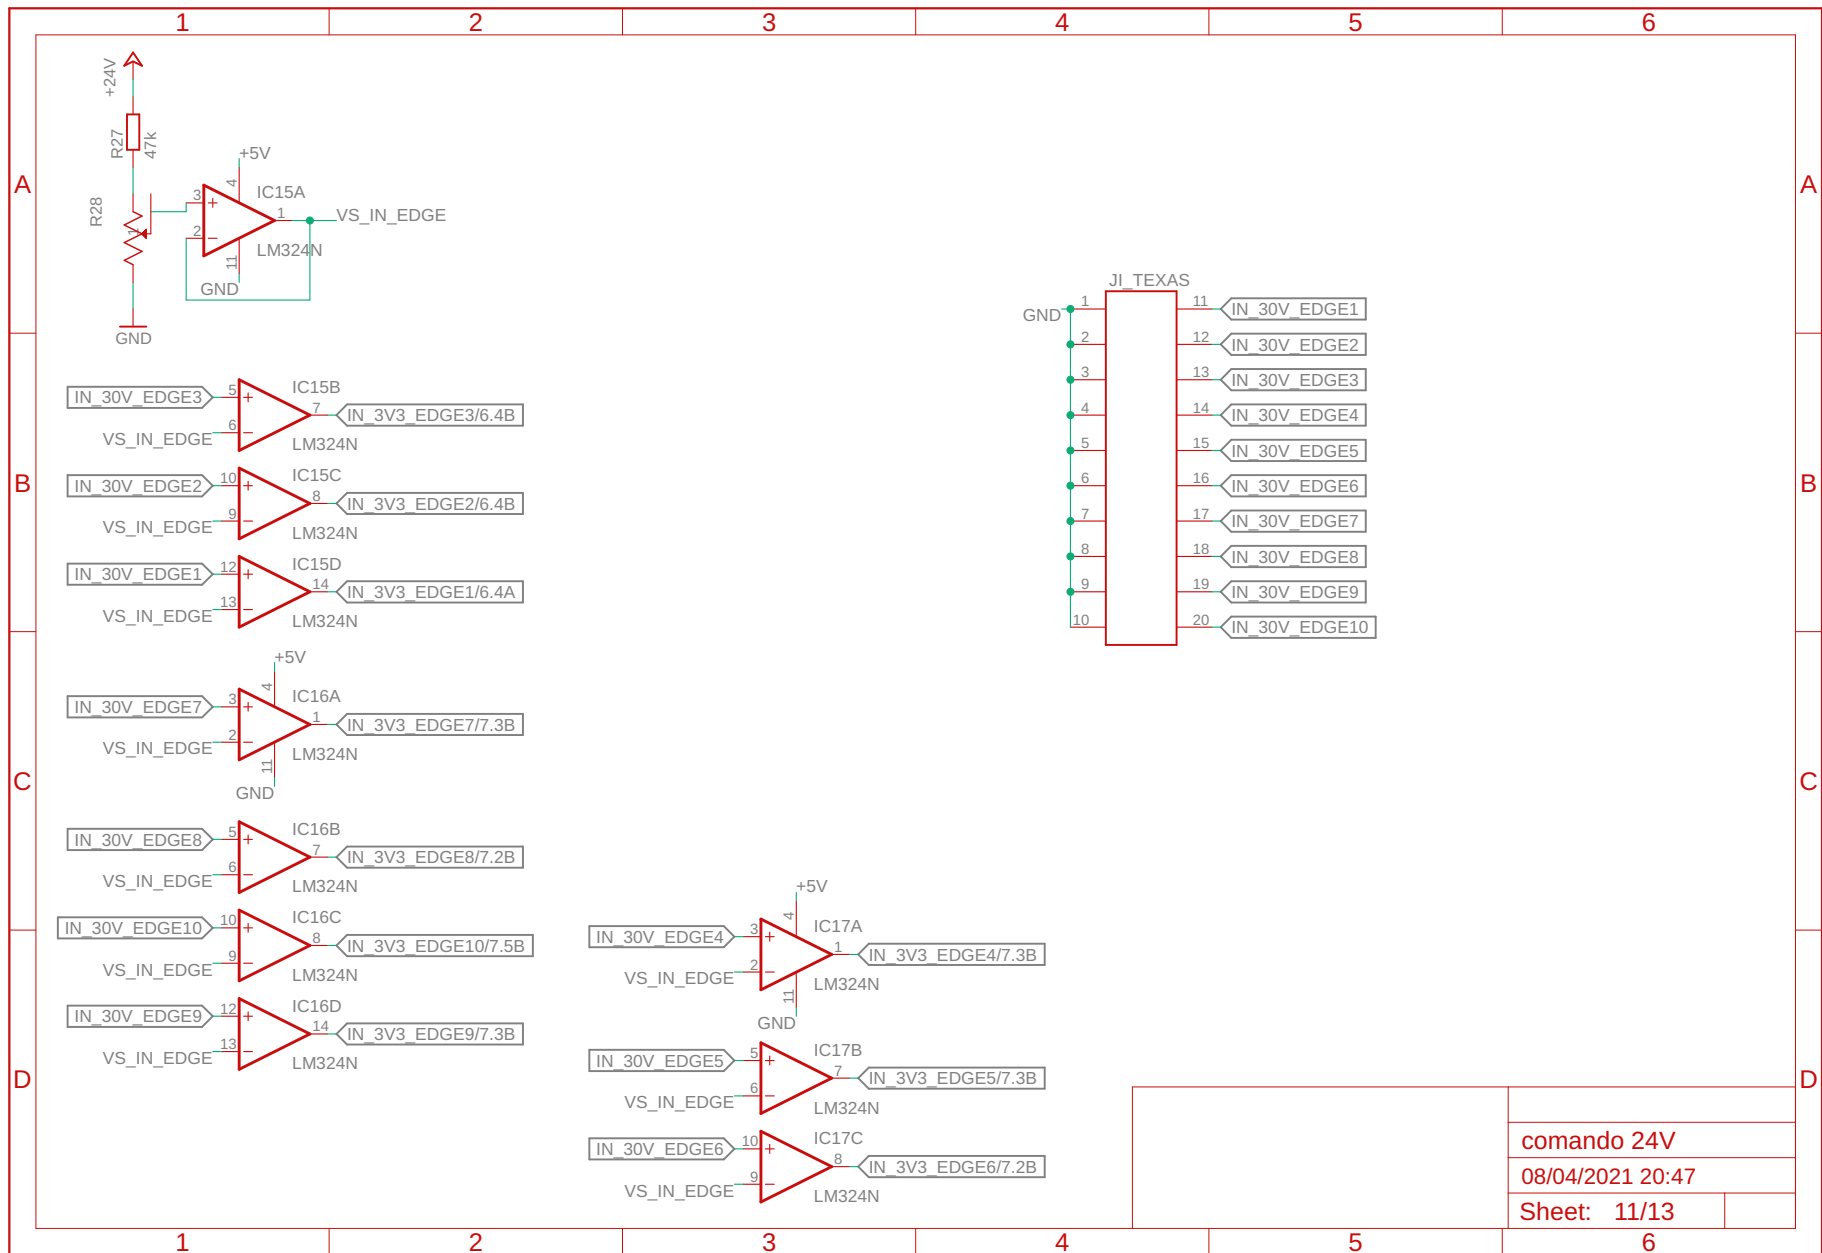 1 2 3 4 5 6
A A
B B
C C
D D
+24V
R27
47k
R28
1
+5V
4
3
IC15A
1
VS_IN_EDGE
2
LM324N
11
GND
GND
IN_30V_EDGE3
5
IC15B
7
IN_3V3_EDGE3/6.4B
VS_IN_EDGE
6
LM324N
IN_30V_EDGE2
10
IC15C
8
IN_3V3_EDGE2/6.4B
VS_IN_EDGE
9
LM324N
IN_30V_EDGE1
12
IC15D
14
IN_3V3_EDGE1/6.4A
VS_IN_EDGE
13
LM324N
+5V
4
IN_30V_EDGE7
3
IC16A
1
IN_3V3_EDGE7/7.3B
VS_IN_EDGE
2
LM324N
11
GND
IN_30V_EDGE8
5
IC16B
7
IN_3V3_EDGE8/7.2B
VS_IN_EDGE
6
LM324N
IN_30V_EDGE10
10
IC16C
8
IN_3V3_EDGE10/7.5B
VS_IN_EDGE
9
LM324N
IN_30V_EDGE9
12
IC16D
14
IN_3V3_EDGE9/7.3B
VS_IN_EDGE
13
LM324N
+5V
4
IN_30V_EDGE4
3
IC17A
1
IN_3V3_EDGE4/7.3B
VS_IN_EDGE
2
LM324N
11
GND
IN_30V_EDGE5
5
IC17B
7
IN_3V3_EDGE5/7.3B
VS_IN_EDGE
6
LM324N
IN_30V_EDGE6
10
IC17C
8
IN_3V3_EDGE6/7.2B
VS_IN_EDGE
9
LM324N
JI_TEXAS
GND
1 11 IN_30V_EDGE1
2 12 IN_30V_EDGE2
3 13 IN_30V_EDGE3
4 14 IN_30V_EDGE4
5 15 IN_30V_EDGE5
6 16 IN_30V_EDGE6
7 17 IN_30V_EDGE7
8 18 IN_30V_EDGE8
9 19 IN_30V_EDGE9
10 20 IN_30V_EDGE10
comando 24V
08/04/2021 20:47
Sheet: 11/13
1 2 3 4 5 6